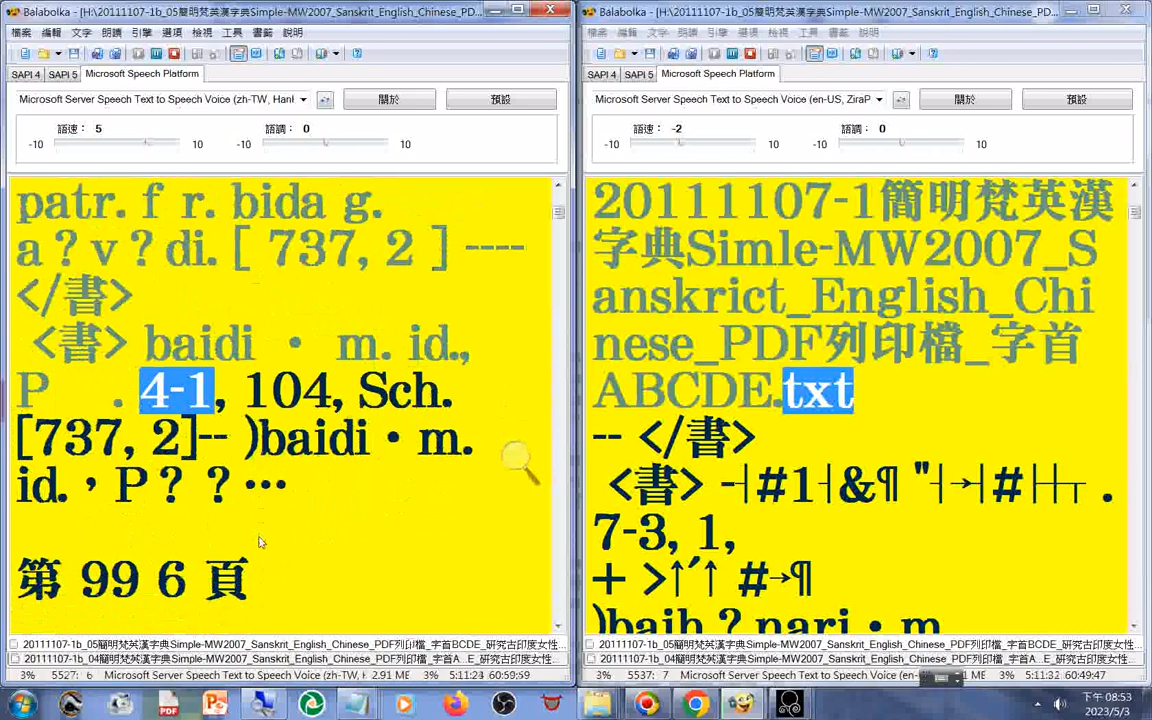 Balabolka - [H:\20111107-1b_05簡明梵英漢字典Simple-MW2007_Sanskrit_English_Chinese_PD...
檔案 編輯 文字 朗讀 引擎 選項 檢視 工具 書籤 說明
SAPI 4 SAPI 5 Microsoft Speech Platform
Microsoft Server Speech Text to Speech Voice (zh-TW, Hanl 關於 預設
語速： 5 語調： 0
-10 10 -10 10
patr. f r. bida g.
a ? v ? di. [ 737, 2 ] ----
</書>
<書> baidi • m. id.,
P . 4-1, 104, Sch.
[737, 2]-- )baidi • m.
id. , P ? ? …
第 99 6 頁
20111107-1b_05簡明梵英漢字典Simple-MW2007_Sanskrit_English_Chinese_PDF列印檔_字首BCDE_研究古印度女性...
20111107-1b_04簡明梵英漢字典Simple-MW2007_Sanskrit_English_Chinese_PDF列印檔_字首A...E_研究古印度女性...
3% 5527: 6 Microsoft Server Speech Text to Speech Voice (zh-TW, H 2.91 MB 3% 5:11:23 60:59:59
Balabolka - [H:\20111107-1b_05簡明梵英漢字典Simple-MW2007_Sanskrit_English_Chinese_PD...
檔案 編輯 文字 朗讀 引擎 選項 檢視 工具 書籤 說明
SAPI 4 SAPI 5 Microsoft Speech Platform
Microsoft Server Speech Text to Speech Voice (en-US, ZiraP 關於 預設
語速： -2 語調： 0
-10 10 -10 10
20111107-1簡明梵英漢
字典Simle-MW2007_S
anskrict_English_Chi
nese_PDF列印檔_字首
ABCDE.txt
-- </書>
<書> ┤#1┤&¶ "├→┤#├├┬ .
7-3, 1,
+ >↑´↑ #→¶
)baih ? nari • m
20111107-1b_05簡明梵英漢字典Simple-MW2007_Sanskrit_English_Chinese_PDF列印檔_字首BCDE_研究古印度女性...
20111107-1b_04簡明梵英漢字典Simple-MW2007_Sanskrit_English_Chinese_PDF列印檔_字首A...E_研究古印度女性...
3% 5537: 7 Microsoft Server Speech Text to Speech Voice (en-U 3% 5:11:32 60:49:47
下午 08:53
2023/5/3